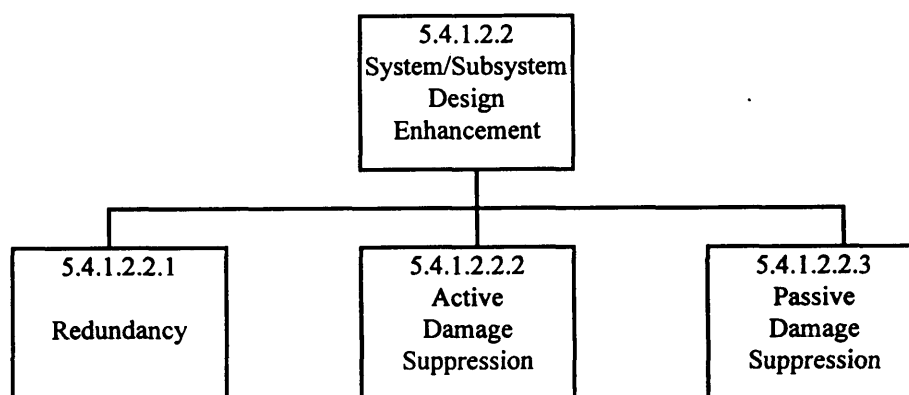 5.4.1.2.2
System/Subsystem
Design
Enhancement
5.4.1.2.2.1
Redundancy
5.4.1.2.2.2
Active
Damage
Suppression
5.4.1.2.2.3
Passive
Damage
Suppression